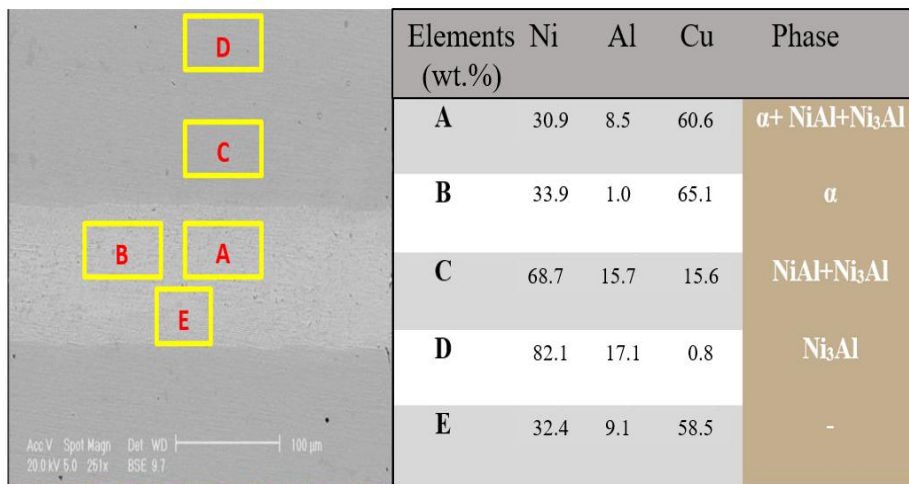 D
C
B
A
E
Acc.V Spot Magn Det WD 100 µm
20.0 kV 5.0 251x BSE 9.7
Elements (wt.%) Ni Al Cu Phase
A 30.9 8.5 60.6 α+ NiAl+Ni₃Al
B 33.9 1.0 65.1 α
C 68.7 15.7 15.6 NiAl+Ni₃Al
D 82.1 17.1 0.8 Ni₃Al
E 32.4 9.1 58.5 -